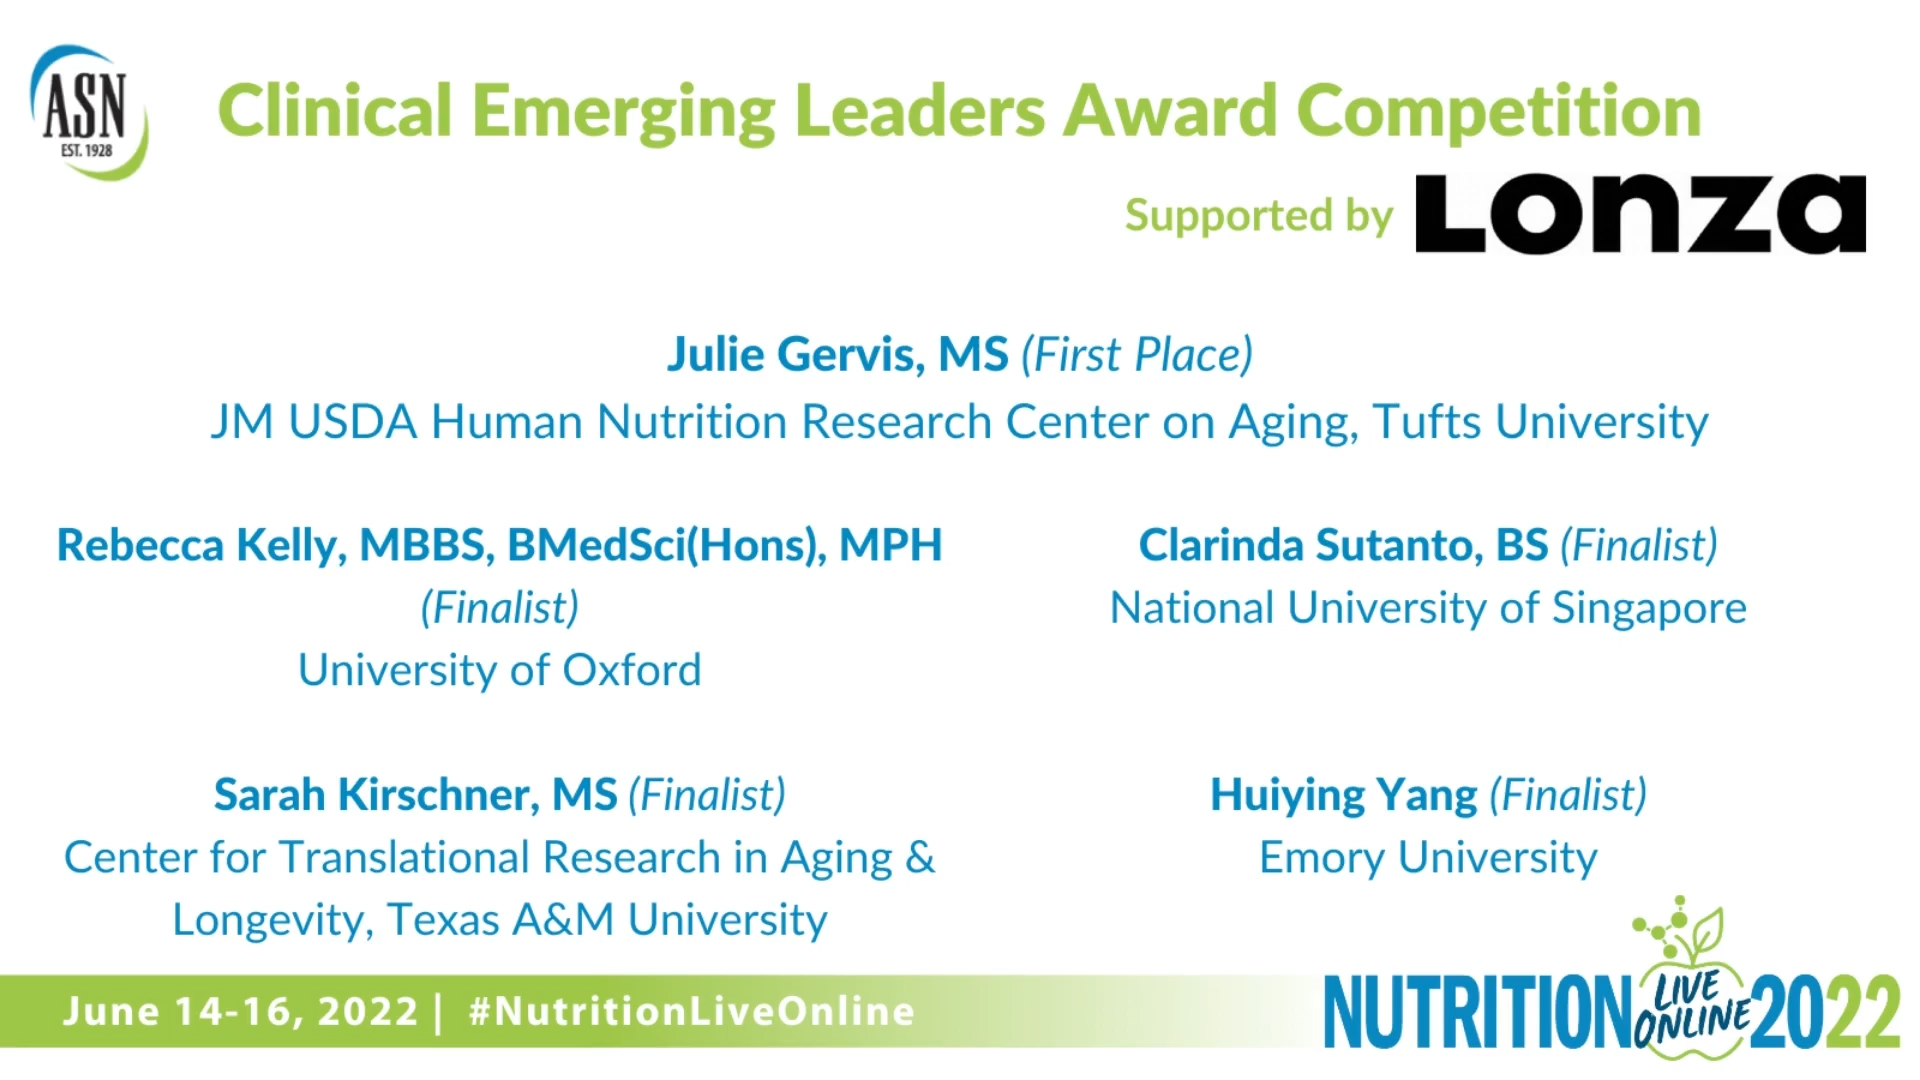 ASN
EST. 1928
Clinical Emerging Leaders Award Competition
Supported by Lonza
Julie Gervis, MS (First Place)
JM USDA Human Nutrition Research Center on Aging, Tufts University
Rebecca Kelly, MBBS, BMedSci(Hons), MPH
(Finalist)
University of Oxford
Clarinda Sutanto, BS (Finalist)
National University of Singapore
Sarah Kirschner, MS (Finalist)
Center for Translational Research in Aging &
Longevity, Texas A&M University
Huiying Yang (Finalist)
Emory University
June 14-16, 2022 | #NutritionLiveOnline
NUTRITION LIVE ONLINE 2022